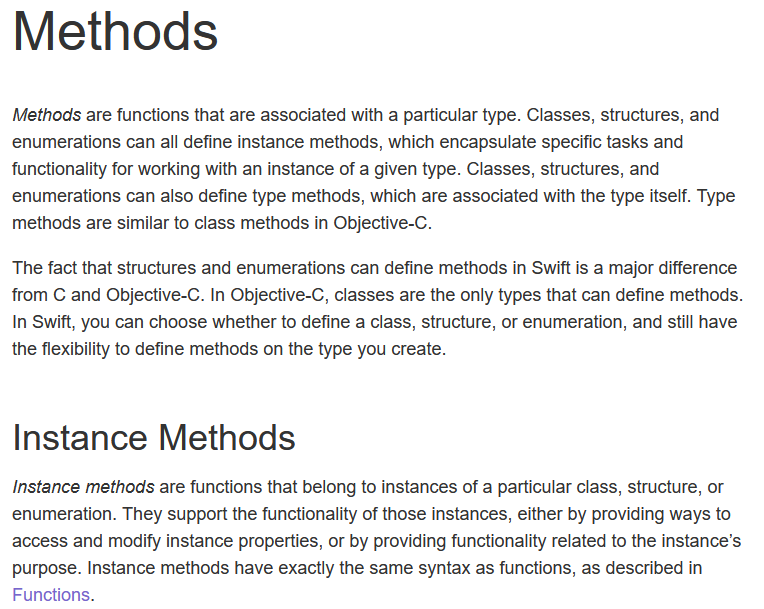 Methods
Methods are functions that are associated with a particular type. Classes, structures, and
enumerations can all define instance methods, which encapsulate specific tasks and
functionality for working with an instance of a given type. Classes, structures, and
enumerations can also define type methods, which are associated with the type itself. Type
methods are similar to class methods in Objective-C.
The fact that structures and enumerations can define methods in Swift is a major difference
from C and Objective-C. In Objective-C, classes are the only types that can define methods.
In Swift, you can choose whether to define a class, structure, or enumeration, and still have
the flexibility to define methods on the type you create.
Instance Methods
Instance methods are functions that belong to instances of a particular class, structure, or
enumeration. They support the functionality of those instances, either by providing ways to
access and modify instance properties, or by providing functionality related to the instance’s
purpose. Instance methods have exactly the same syntax as functions, as described in
Functions.